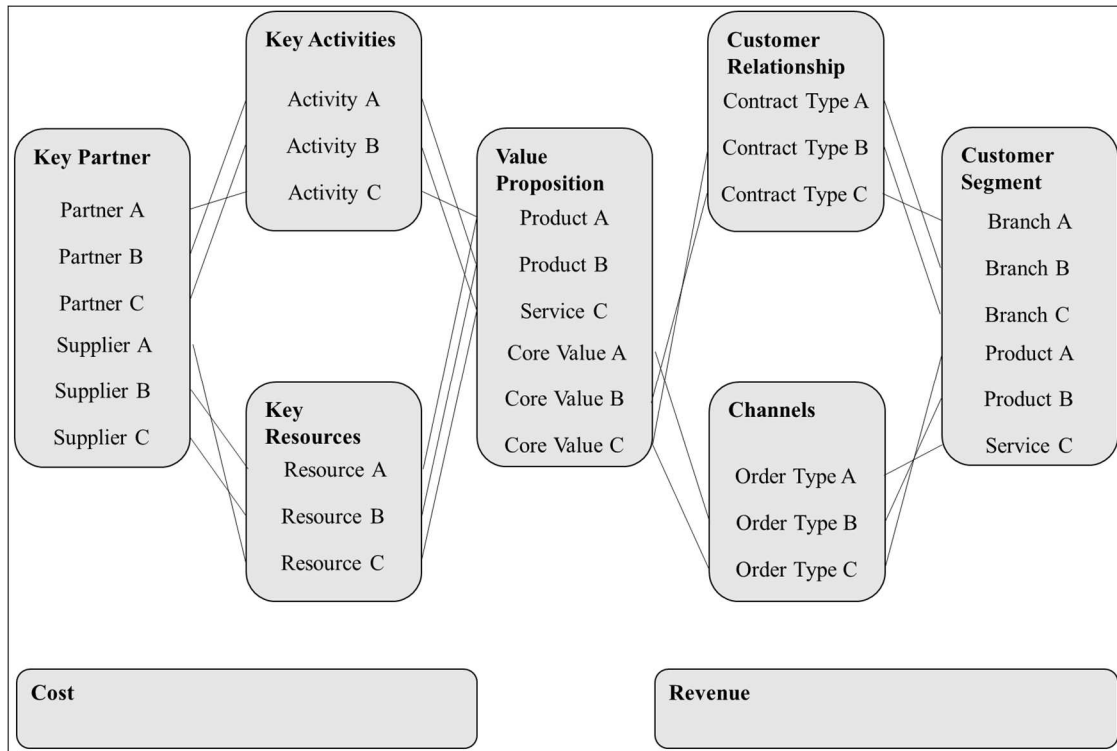 Key Partner
Partner A
Partner B
Partner C
Supplier A
Supplier B
Supplier C
Key Activities
Activity A
Activity B
Activity C
Key
Resources
Resource A
Resource B
Resource C
Value
Proposition
Product A
Product B
Service C
Core Value A
Core Value B
Core Value C
Customer
Relationship
Contract Type A
Contract Type B
Contract Type C
Channels
Order Type A
Order Type B
Order Type C
Customer
Segment
Branch A
Branch B
Branch C
Product A
Product B
Service C
Cost
Revenue